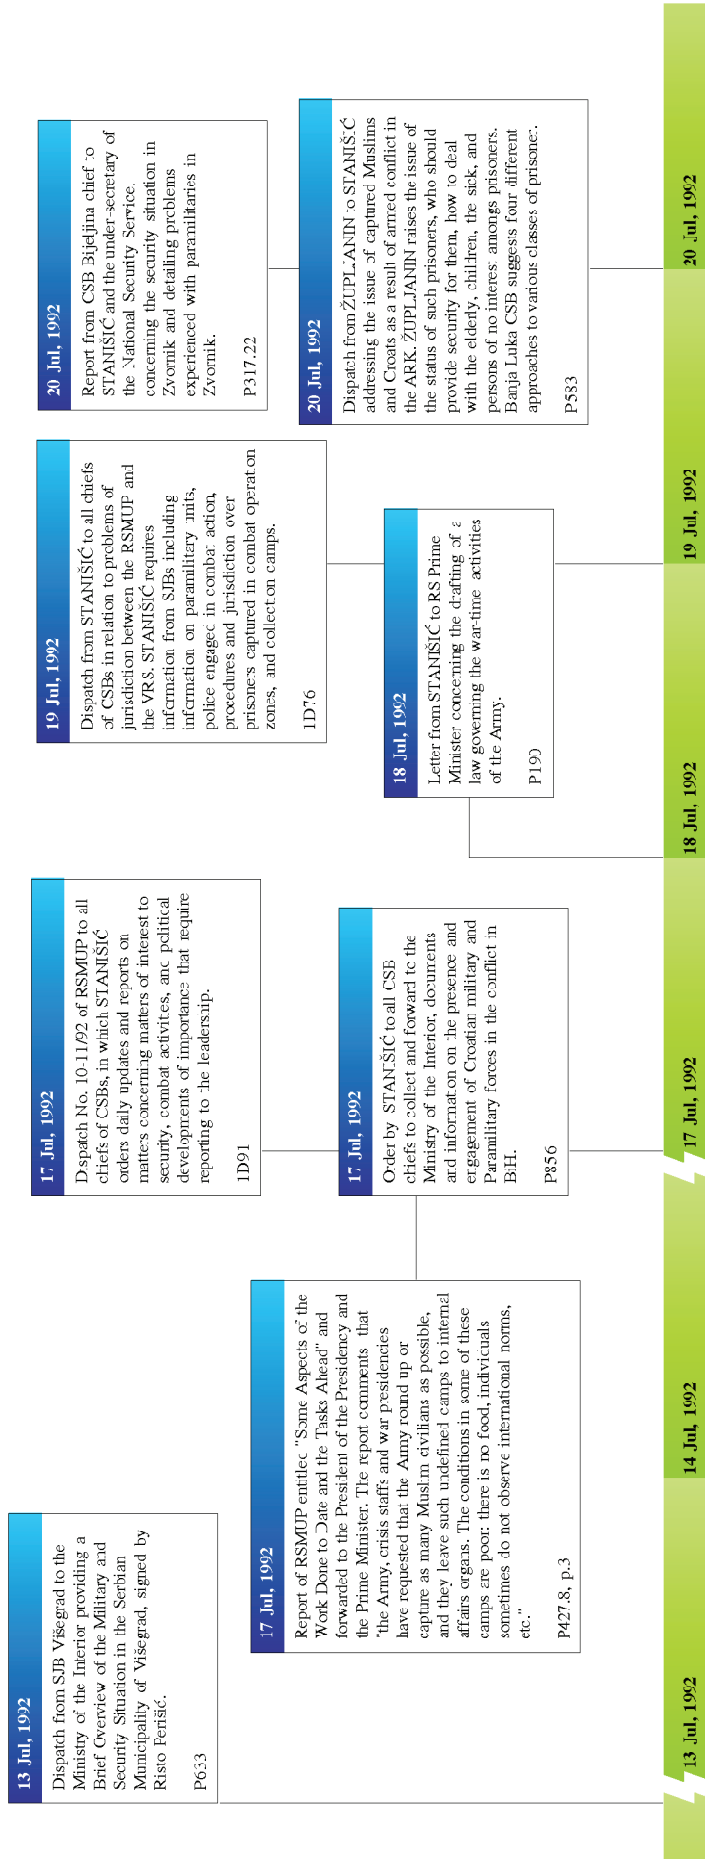 13 Jul, 1992
Dispatch from SJB Višegrad to the
Ministry of the Interior providing a
Brief Overview of the Military and
Security Situation in the Serbian
Municipality of Višegrad, signed by
Risto Perišić.
P633
17 Jul, 1992
Report of RSMUP entitled "Some Aspects of the
Work Done to Date and the Tasks Ahead" and
forwarded to the President of the Presidency and
the Prime Minister. The report comments that
"the Army, crisis staffs and war presidencies
have requested that the Army round up or
capture as many Muslim civilians as possible,
and they leave such undefined camps to internal
affairs organs. The conditions in some of these
camps are poor: there is no food, individuals
sometimes do not observe international norms,
etc."
P427.8, p.3
17 Jul, 1992
Dispatch No. 10-11/92 of RSMUP to all
chiefs of CSBs, in which STANIŠIĆ
orders daily updates and reports on
matters concerning matters of interest to
security, combat activities, and political
developments of importance that require
reporting to the leadership.
1D91
17 Jul, 1992
Order by STANIŠIĆ to all CSB
chiefs to collect and forward to the
Ministry of the Interior, documents
and information on the presence and
engagement of Croatian military and
Paramilitary forces in the conflict in
BiH.
P856
19 Jul, 1992
Dispatch from STANIŠIĆ to all chiefs
of CSBs in relation to problems of
jurisdiction between the RSMUP and
the VRS. STANIŠIĆ requires
information from SJBs including
information on paramilitary units,
police engaged in combat action,
procedures and jurisdiction over
prisoners captured in combat operation
zones, and collection camps.
1D76
18 Jul, 1992
Letter from STANIŠIĆ to RS Prime
Minister concerning the drafting of a
law governing the war-time activities
of the Army.
P190
20 Jul, 1992
Report from CSB Bijeljina chief to
STANIŠIĆ and the under-secretary of
the National Security Service.
concerning the security situation in
Zvornik and detailing problems
experienced with paramilitaries in
Zvornik.
P317.22
20 Jul, 1992
Dispatch from ŽUPLJANIN to STANIŠIĆ
addressing the issue of captured Muslims
and Croats as a result of armed conflict in
the ARK. ŽUPLJANIN raises the issue of
the status of such prisoners, who should
provide security for them, how to deal
with the elderly, children, the sick, and
persons of no interest amongs prisoners.
Banja Luka CSB suggests four different
approaches to various classes of prisoner.
P583
13 Jul, 1992
14 Jul, 1992
17 Jul, 1992
18 Jul, 1992
19 Jul, 1992
20 Jul, 1992